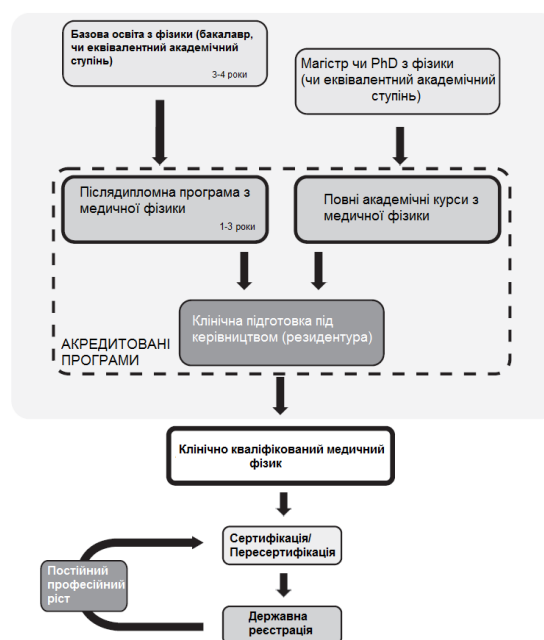 Базова освіта з фізики (бакалавр,
чи еквівалентний академічний
ступінь)
3-4 роки
Магістр чи PhD з фізики
(чи еквівалентний академічний
ступінь)
Післядипломна програма з
медичної фізики
1-3 роки
Повні академічні курси з
медичної фізики
Клінічна підготовка під
керівництвом (резидентура)
АКРЕДИТОВАНІ
ПРОГРАМИ
Клінічно кваліфікований медичний
фізик
Сертифікація/
Пересертифікація
Постійний
професійний
ріст
Державна
реєстрація